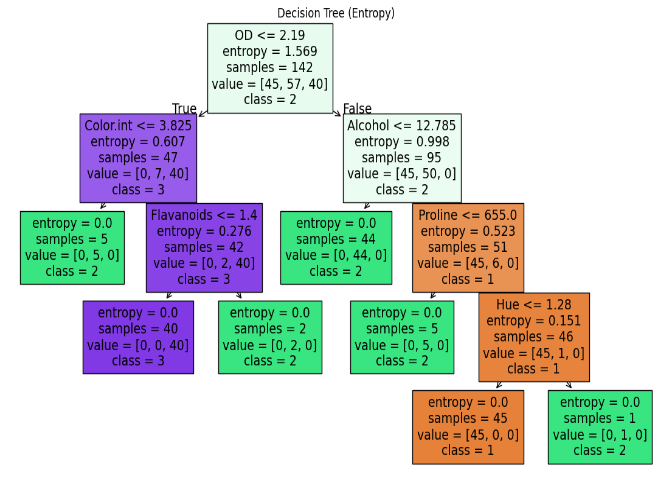 Decision Tree (Entropy)
OD <= 2.19
entropy = 1.569
samples = 142
value = [45, 57, 40]
class = 2
True
False
Color.int <= 3.825
entropy = 0.607
samples = 47
value = [0, 7, 40]
class = 3
Alcohol <= 12.785
entropy = 0.998
samples = 95
value = [45, 50, 0]
class = 2
entropy = 0.0
samples = 5
value = [0, 5, 0]
class = 2
Flavanoids <= 1.4
entropy = 0.276
samples = 42
value = [0, 2, 40]
class = 3
entropy = 0.0
samples = 44
value = [0, 44, 0]
class = 2
Proline <= 655.0
entropy = 0.523
samples = 51
value = [45, 6, 0]
class = 1
entropy = 0.0
samples = 40
value = [0, 0, 40]
class = 3
entropy = 0.0
samples = 2
value = [0, 2, 0]
class = 2
entropy = 0.0
samples = 5
value = [0, 5, 0]
class = 2
Hue <= 1.28
entropy = 0.151
samples = 46
value = [45, 1, 0]
class = 1
entropy = 0.0
samples = 45
value = [45, 0, 0]
class = 1
entropy = 0.0
samples = 1
value = [0, 1, 0]
class = 2